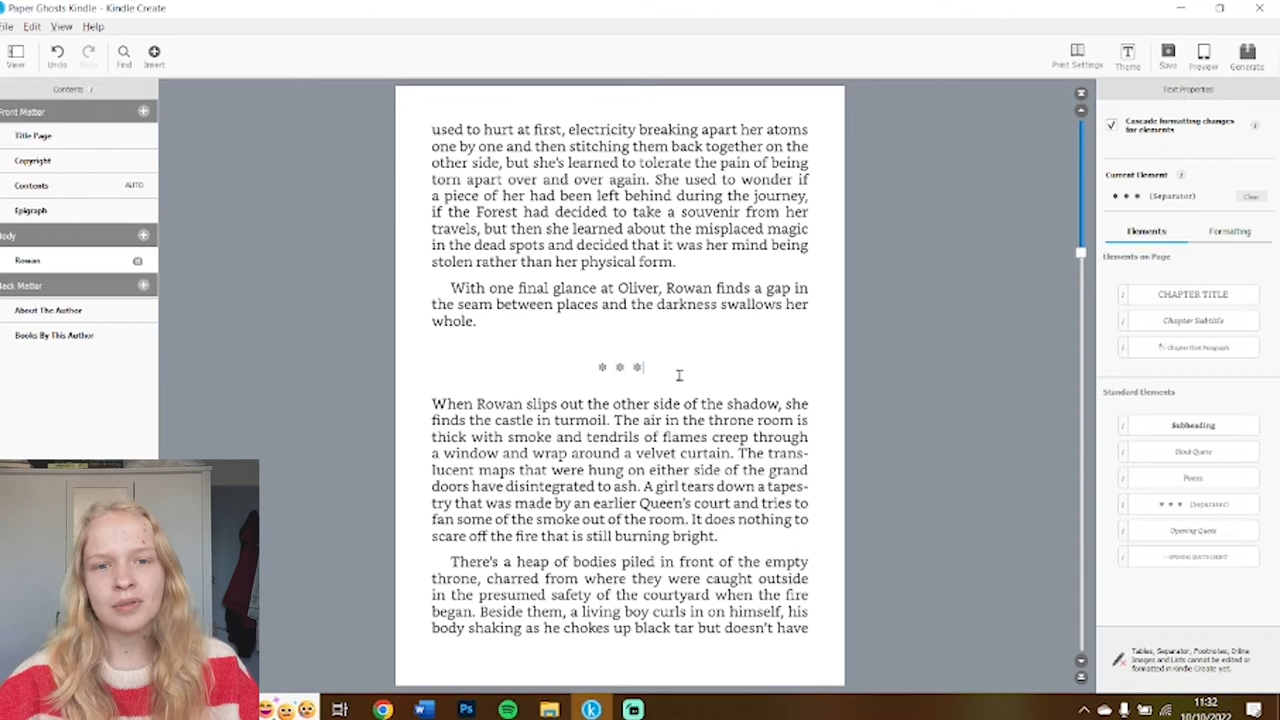 Paper Ghosts Kindle - Kindle Create
File Edit View Help
View Undo Redo Find Insert
Print Settings Theme Save Preview Generate
Contents
Front Matter
Title Page
Copyright
Contents AUTO
Epigraph
Body
Rowan
Back Matter
About The Author
Books By This Author
used to hurt at first, electricity breaking apart her atoms
one by one and then stitching them back together on the
other side, but she's learned to tolerate the pain of being
torn apart over and over again. She used to wonder if
a piece of her had been left behind during the journey,
if the Forest had decided to take a souvenir from her
travels, but then she learned about the misplaced magic
in the dead spots and decided that it was her mind being
stolen rather than her physical form.
With one final glance at Oliver, Rowan finds a gap in
the seam between places and the darkness swallows her
whole.
* * *
When Rowan slips out the other side of the shadow, she
finds the castle in turmoil. The air in the throne room is
thick with smoke and tendrils of flames creep through
a window and wrap around a velvet curtain. The trans-
lucent maps that were hung on either side of the grand
doors have disintegrated to ash. A girl tears down a tapes-
try that was made by an earlier Queen's court and tries to
fan some of the smoke out of the room. It does nothing to
scare off the fire that is still burning bright.
There's a heap of bodies piled in front of the empty
throne, charred from where they were caught outside
in the presumed safety of the courtyard when the fire
began. Beside them, a living boy curls in on himself, his
body shaking as he chokes up black tar but doesn't have
Text Properties
Cascade formatting changes
for elements
Current Element
* * * (Separator) Clear
Elements Formatting
Elements on Page
CHAPTER TITLE
Chapter Subtitle
Chapter First Paragraph
Standard Elements
Subheading
Block Quote
Poem
* * * (Separator)
Opening Quote
— OPENING QUOTE CREDIT
Tables, Separator, Footnotes, Inline
Images and Lists cannot be edited or
formatted in Kindle Create yet.
11:32
10/10/2022